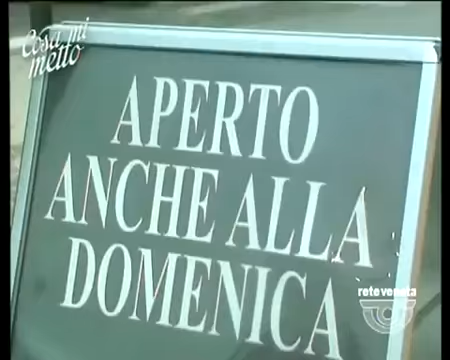 Cosa mi
metto
APERTO
ANCHE ALLA
DOMENICA
reteveneta